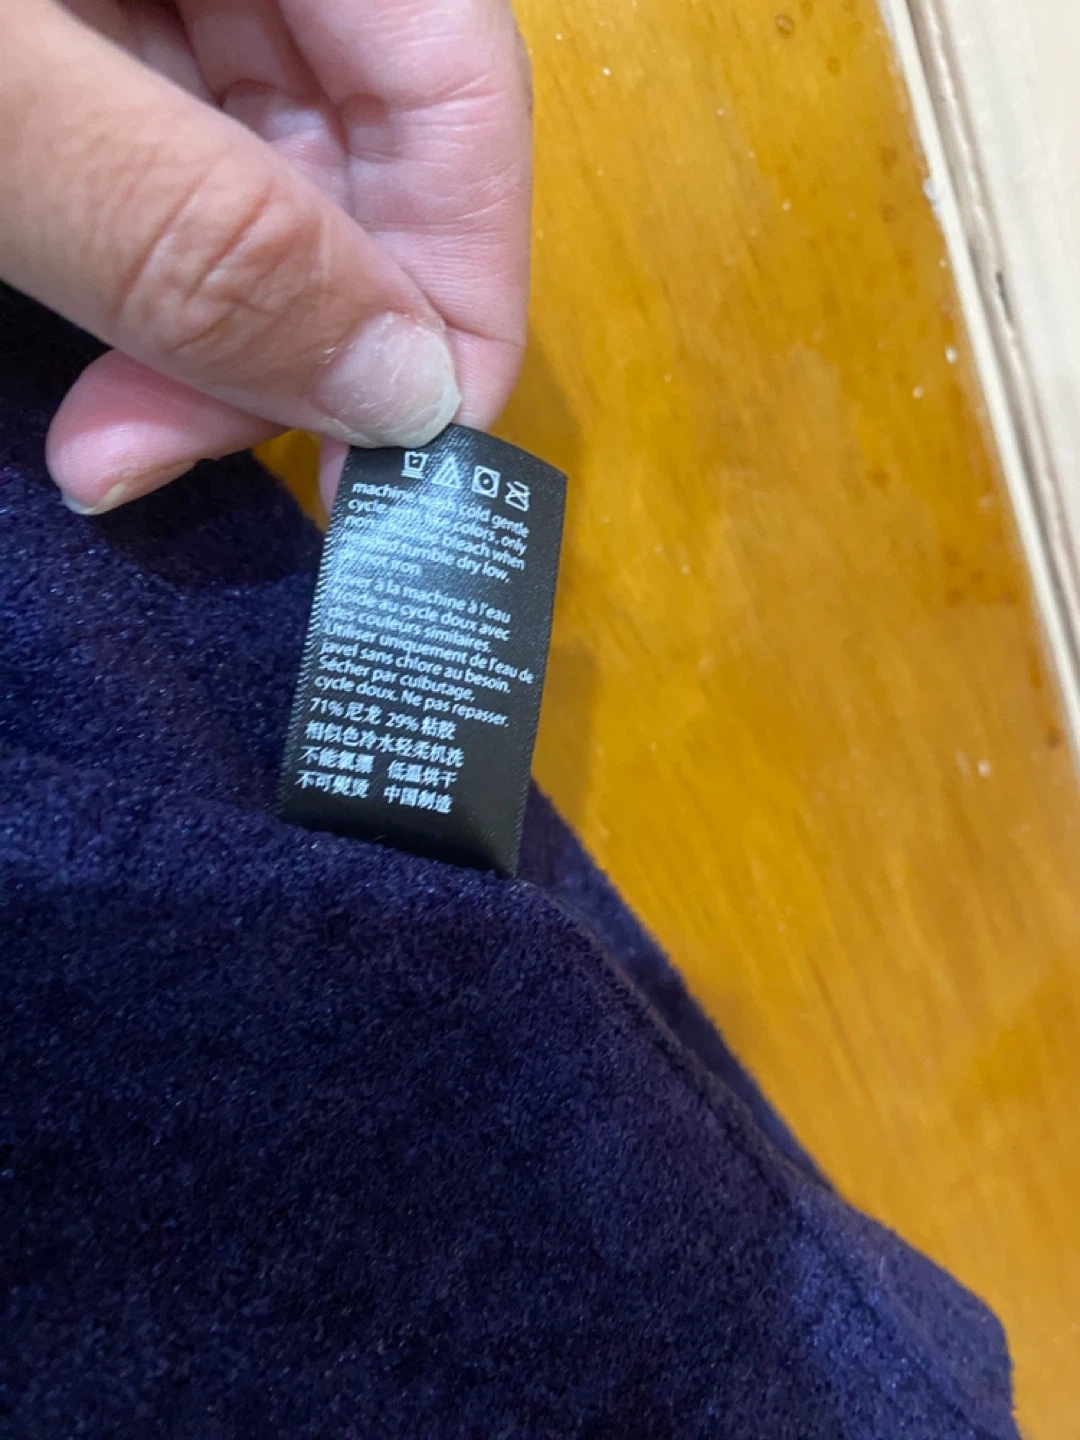 machine cold gentle
cycle colors, only
bleach when
tumble dry low,
iron
laver à la machine à l'eau
froide au cycle doux avec
des couleurs similaires.
Utiliser uniquement de l'eau de
javel sans chlore au besoin.
Sécher par culbutage,
cycle doux. Ne pas repasser.
71%尼龙 29%粘胶
相似色冷水轻柔机洗
不能氯漂 低温烘干
不可熨烫 中国制造